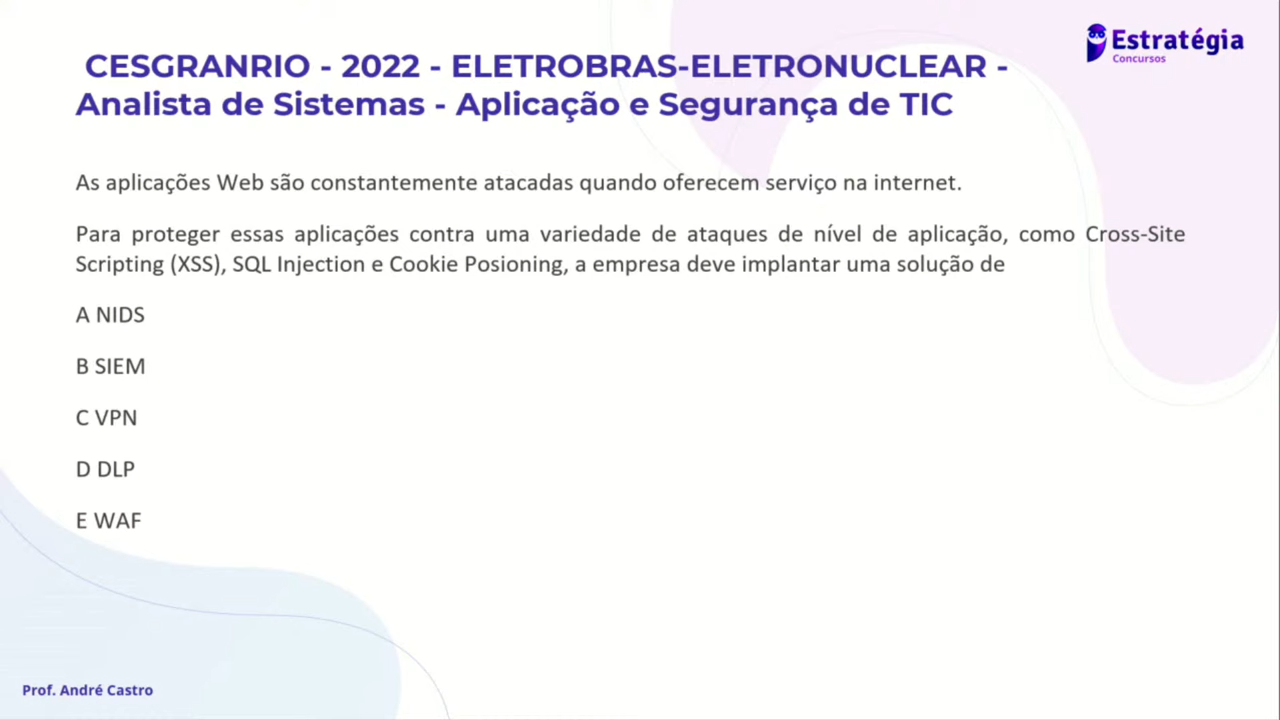 Estratégia
Concursos
CESGRANRIO - 2022 - ELETROBRAS-ELETRONUCLEAR -
Analista de Sistemas - Aplicação e Segurança de TIC
As aplicações Web são constantemente atacadas quando oferecem serviço na internet.
Para proteger essas aplicações contra uma variedade de ataques de nível de aplicação, como Cross-Site
Scripting (XSS), SQL Injection e Cookie Posioning, a empresa deve implantar uma solução de
A NIDS
B SIEM
C VPN
D DLP
E WAF
Prof. André Castro